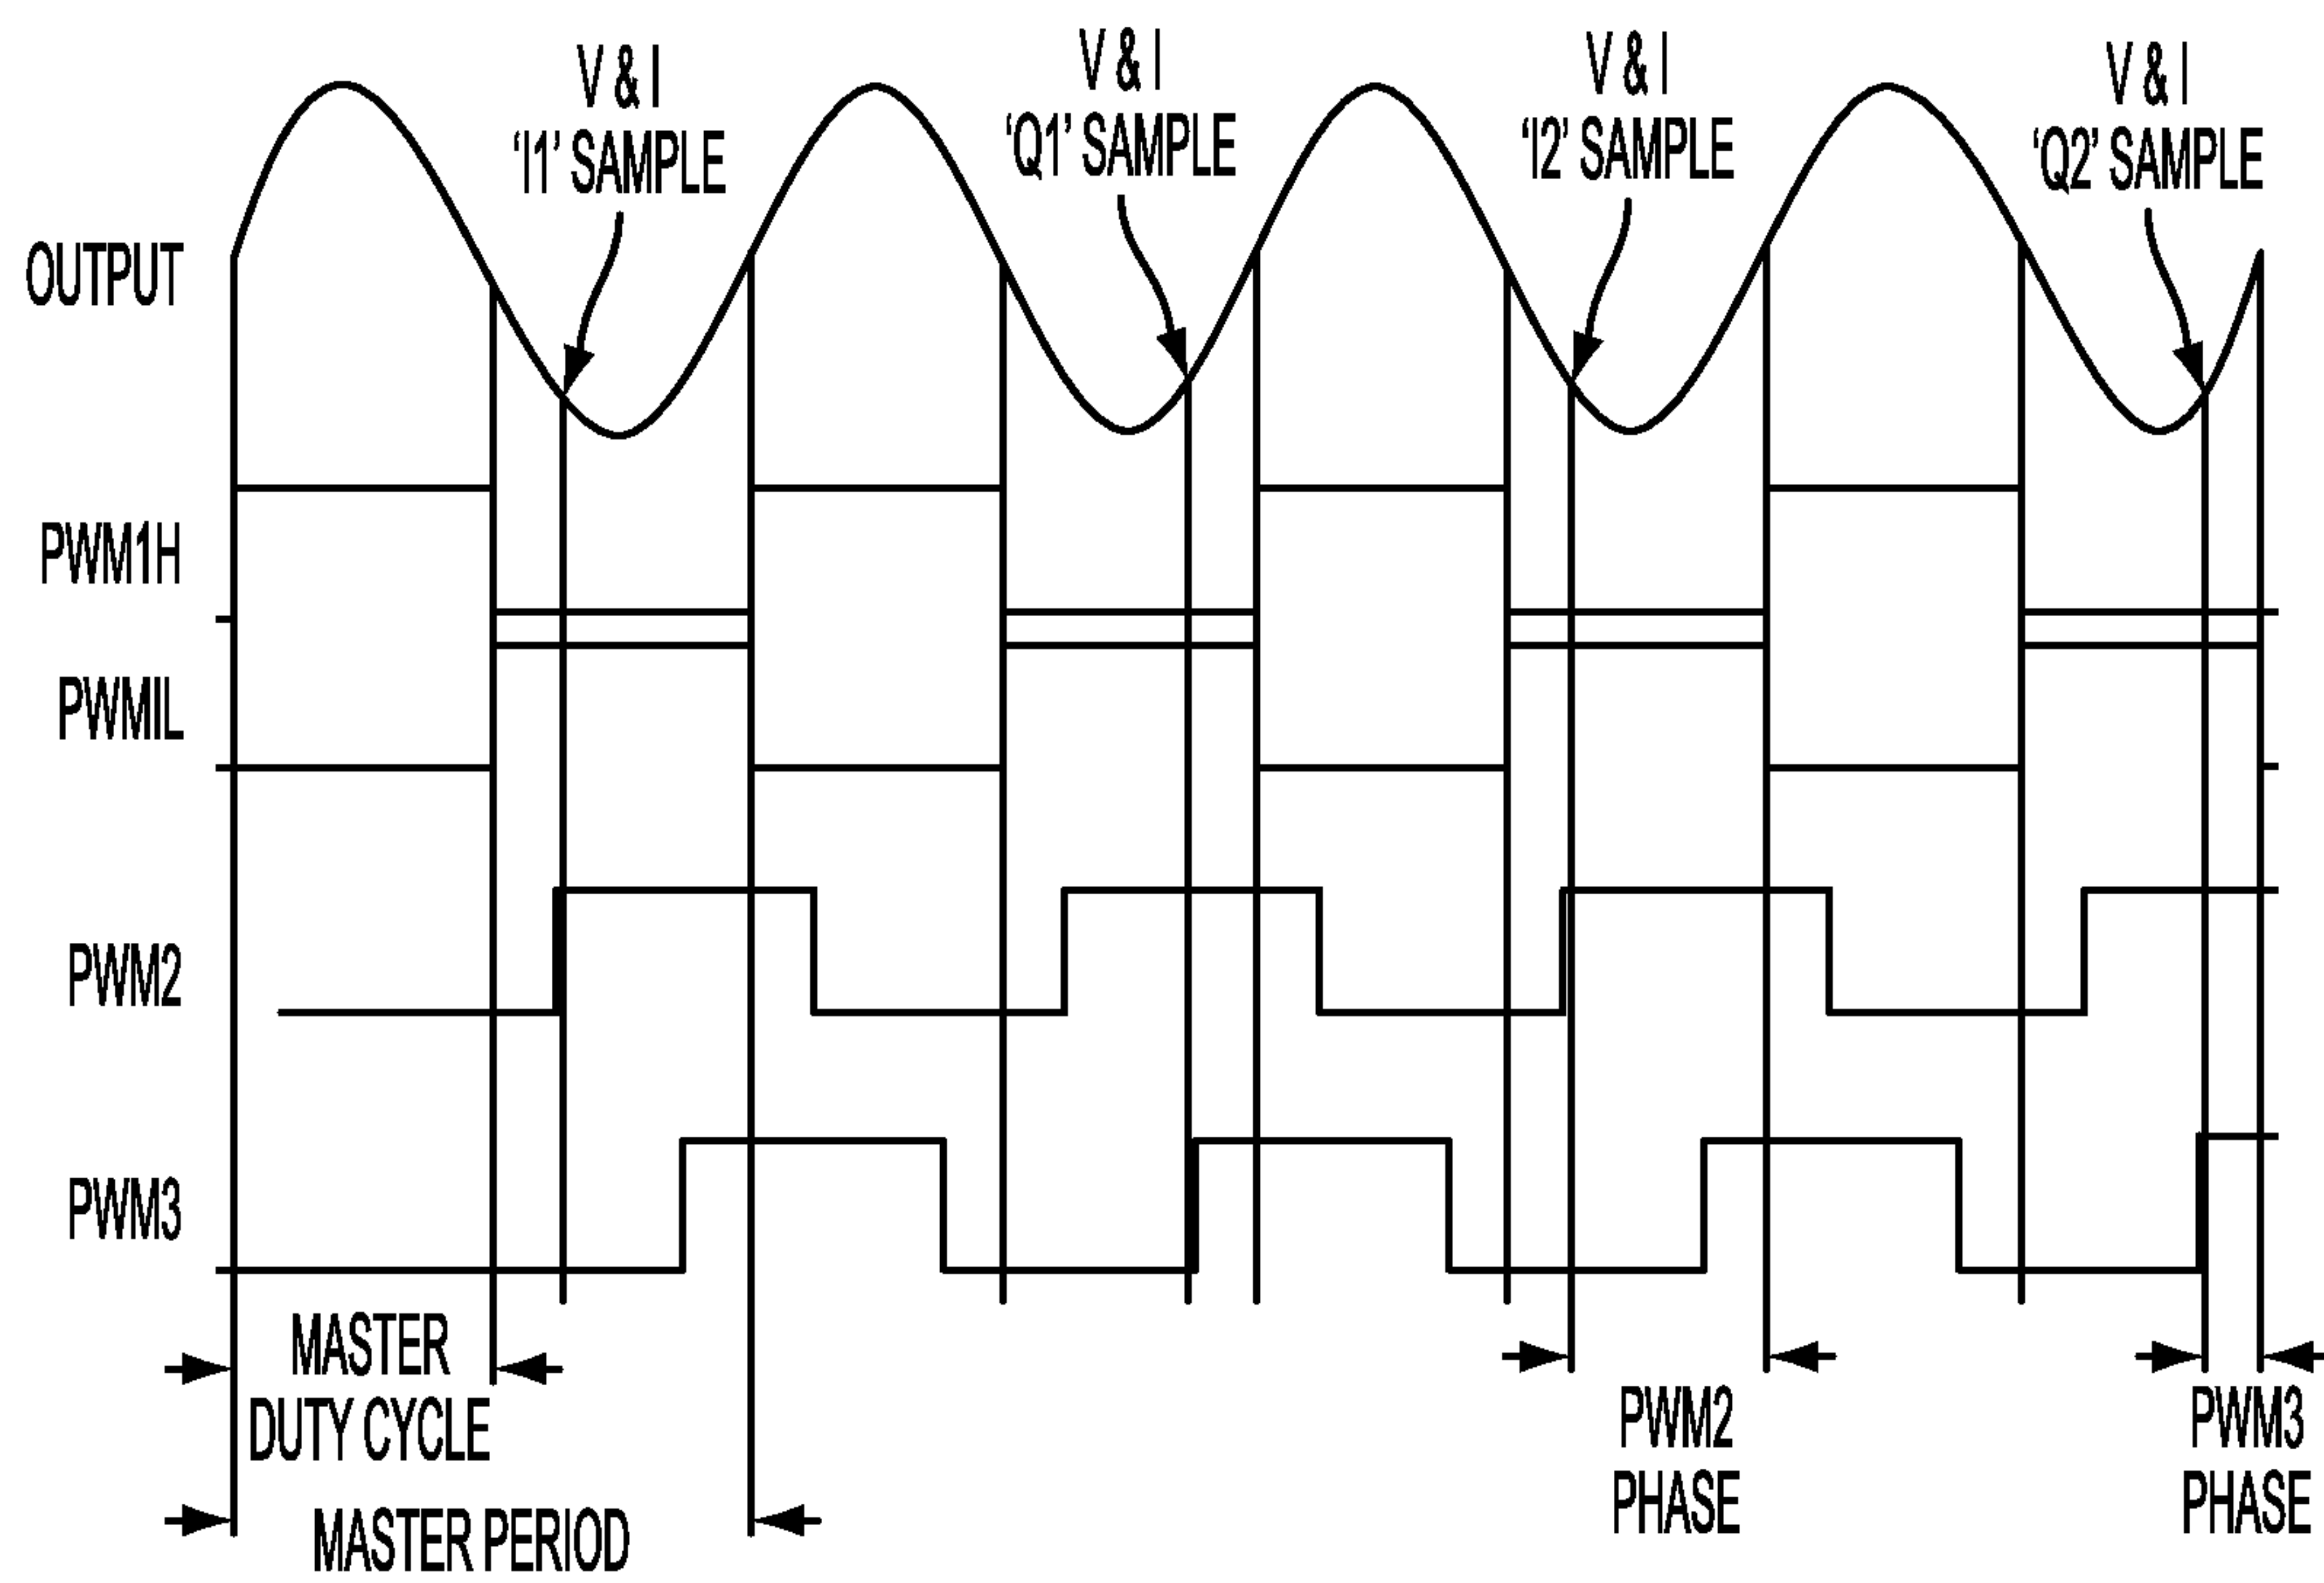 V & I
'I1' SAMPLE
V & I
'Q1' SAMPLE
V & I
'I2' SAMPLE
V & I
'Q2' SAMPLE
OUTPUT
PWM1H
PWMIL
PWM2
PWM3
MASTER
DUTY CYCLE
MASTER PERIOD
PWM2
PHASE
PWM3
PHASE